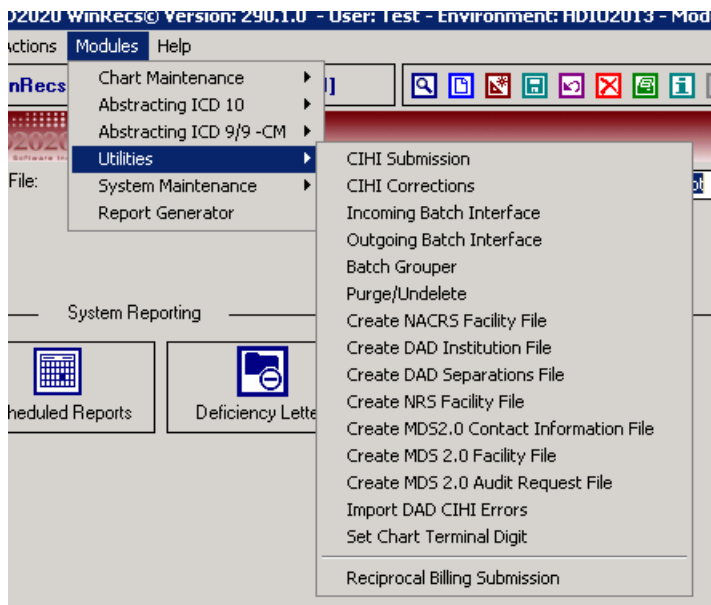 2020 WinRecs© Version: 290.1.0 - User: Test - Environment: HDIO2013 - Mod
Actions Modules Help
nRecs
Chart Maintenance
]
Abstracting ICD 10
Abstracting ICD 9/9 -CM
2020
Utilities
CIHI Submission
File:
System Maintenance
CIHI Corrections
Report Generator
Incoming Batch Interface
Outgoing Batch Interface
Batch Grouper
Purge/Undelete
System Reporting
Create NACRS Facility File
Create DAD Institution File
Create DAD Separations File
heduled Reports
Deficiency Lette
Create NRS Facility File
Create MDS2.0 Contact Information File
Create MDS 2.0 Facility File
Create MDS 2.0 Audit Request File
Import DAD CIHI Errors
Set Chart Terminal Digit
Reciprocal Billing Submission